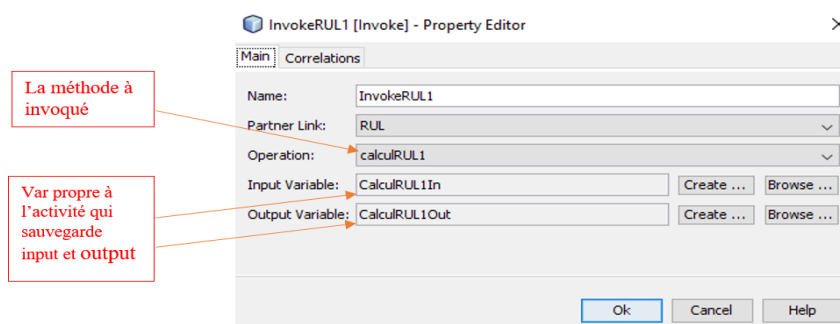 InvokeRUL1 [Invoke] - Property Editor
Main Correlations
La méthode à
invoqué
Name: InvokeRUL1
Partner Link: RUL
Operation: calculRUL1
Input Variable: CalculRUL1In Create ... Browse ...
Output Variable: CalculRUL1Out Create ... Browse ...
Var propre à
l’activité qui
sauvegarde
input et output
Ok Cancel Help